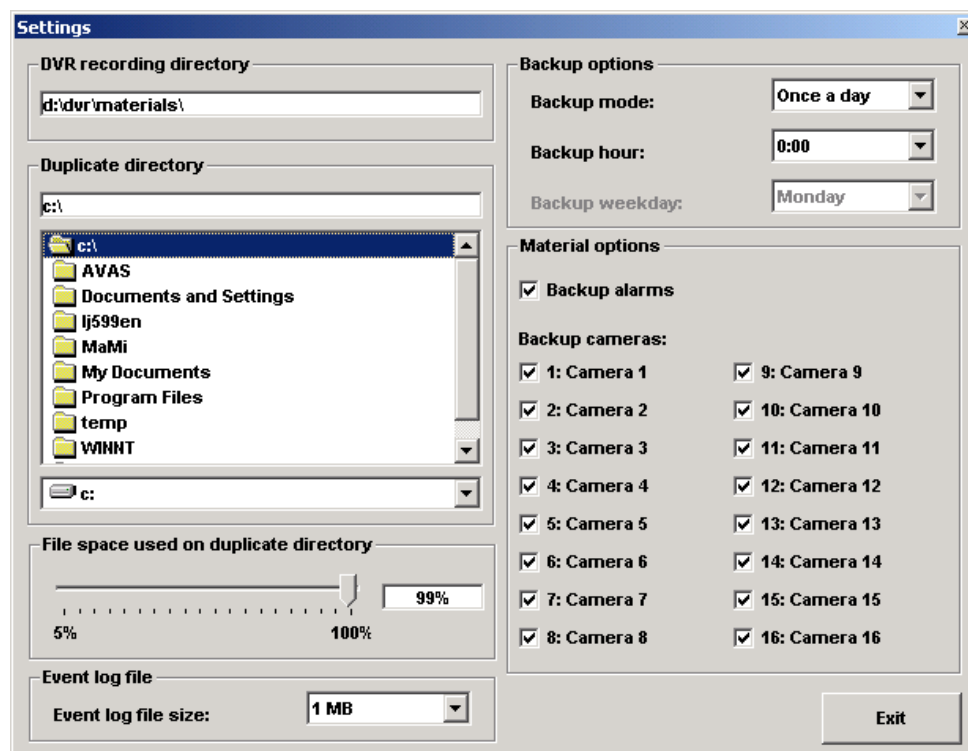 Settings
DVR recording directory
d:\dvr\materials\
Duplicate directory
c:\
c:\
AVAS
Documents and Settings
lj599en
MaMi
My Documents
Program Files
temp
WINNT
c:
File space used on duplicate directory
99%
5%
100%
Event log file
Event log file size:
1 MB
Backup options
Backup mode:
Once a day
Backup hour:
0:00
Backup weekday:
Monday
Material options
Backup alarms
Backup cameras:
1: Camera 1
2: Camera 2
3: Camera 3
4: Camera 4
5: Camera 5
6: Camera 6
7: Camera 7
8: Camera 8
9: Camera 9
10: Camera 10
11: Camera 11
12: Camera 12
13: Camera 13
14: Camera 14
15: Camera 15
16: Camera 16
Exit